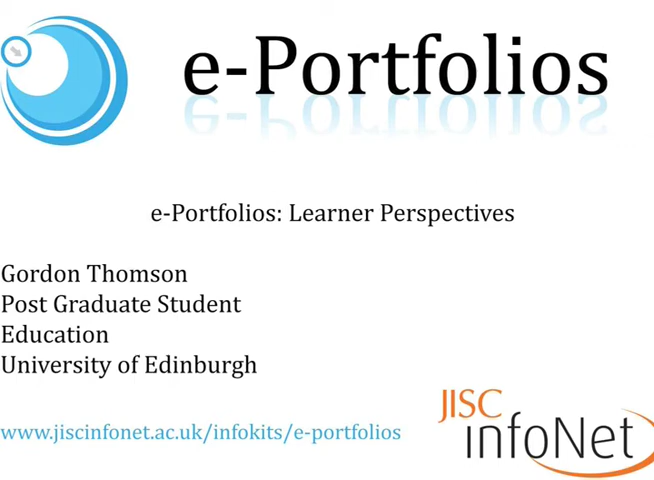 e-Portfolios
e-Portfolios: Learner Perspectives
Gordon Thomson
Post Graduate Student
Education
University of Edinburgh
www.jiscinfonet.ac.uk/infokits/e-portfolios
JISC
infoNet